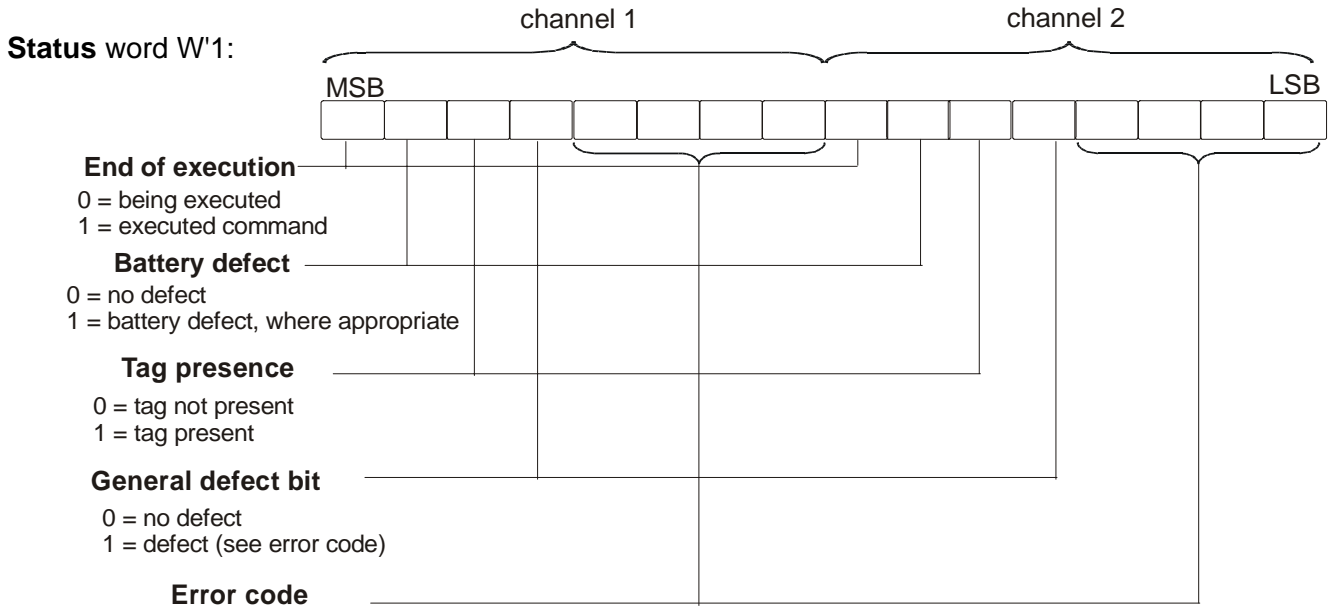 channel 1
channel 2
Status word W'1:
MSB
LSB
End of execution
0 = being executed
1 = executed command
Battery defect
0 = no defect
1 = battery defect, where appropriate
Tag presence
0 = tag not present
1 = tag present
General defect bit
0 = no defect
1 = defect (see error code)
Error code